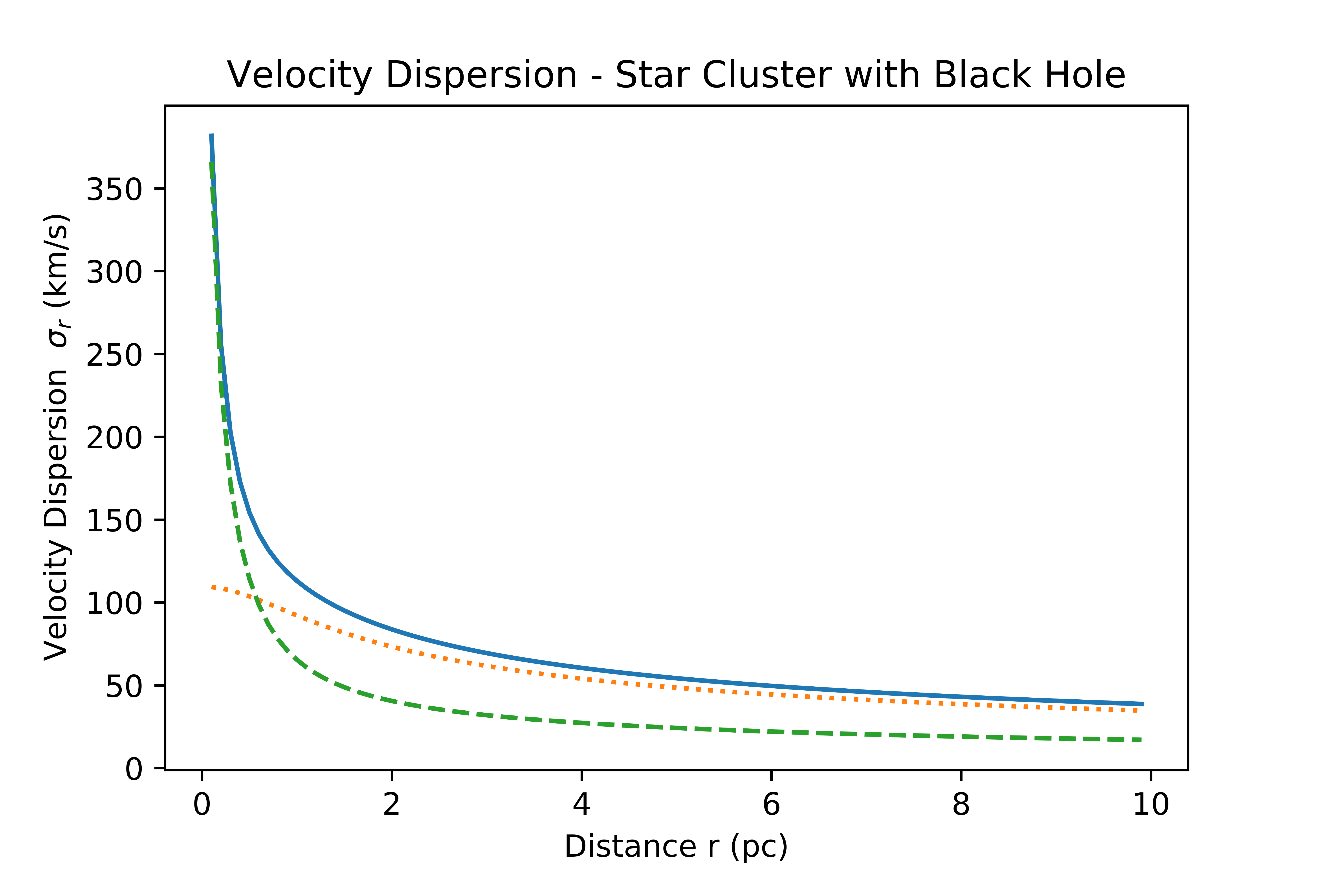 Velocity Dispersion - Star Cluster with Black Hole
Velocity Dispersion σr (km/s)
350
300
250
200
150
100
50
0
0 2 4 6 8 10
Distance r (pc)